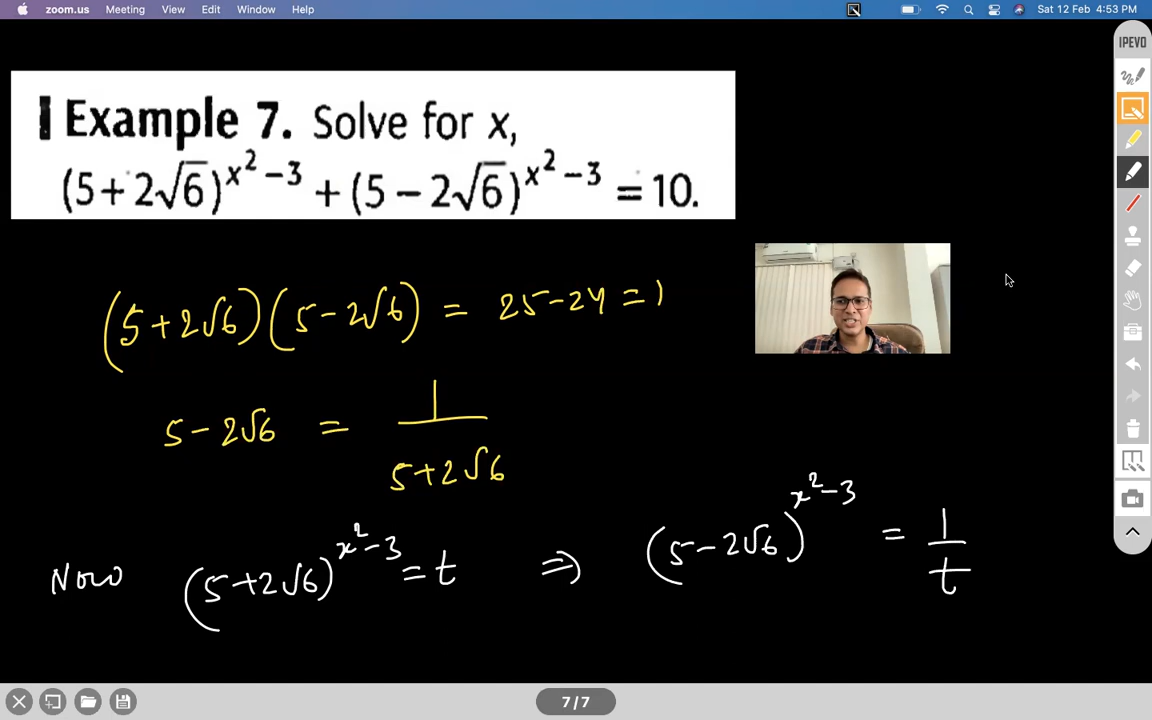 zoom.us Meeting View Edit Window Help Sat 12 Feb 4:53 PM
IPEVO
Example 7. Solve for x,
(5+2√6)^x²−3 + (5−2√6)^x²−3 = 10.
(5+2√6)(5−2√6) = 25−24=1
5−2√6 = 1/(5+2√6)
Now (5+2√6)^x²−3 = t ⇒ (5−2√6)^x²−3 = 1/t
7/7